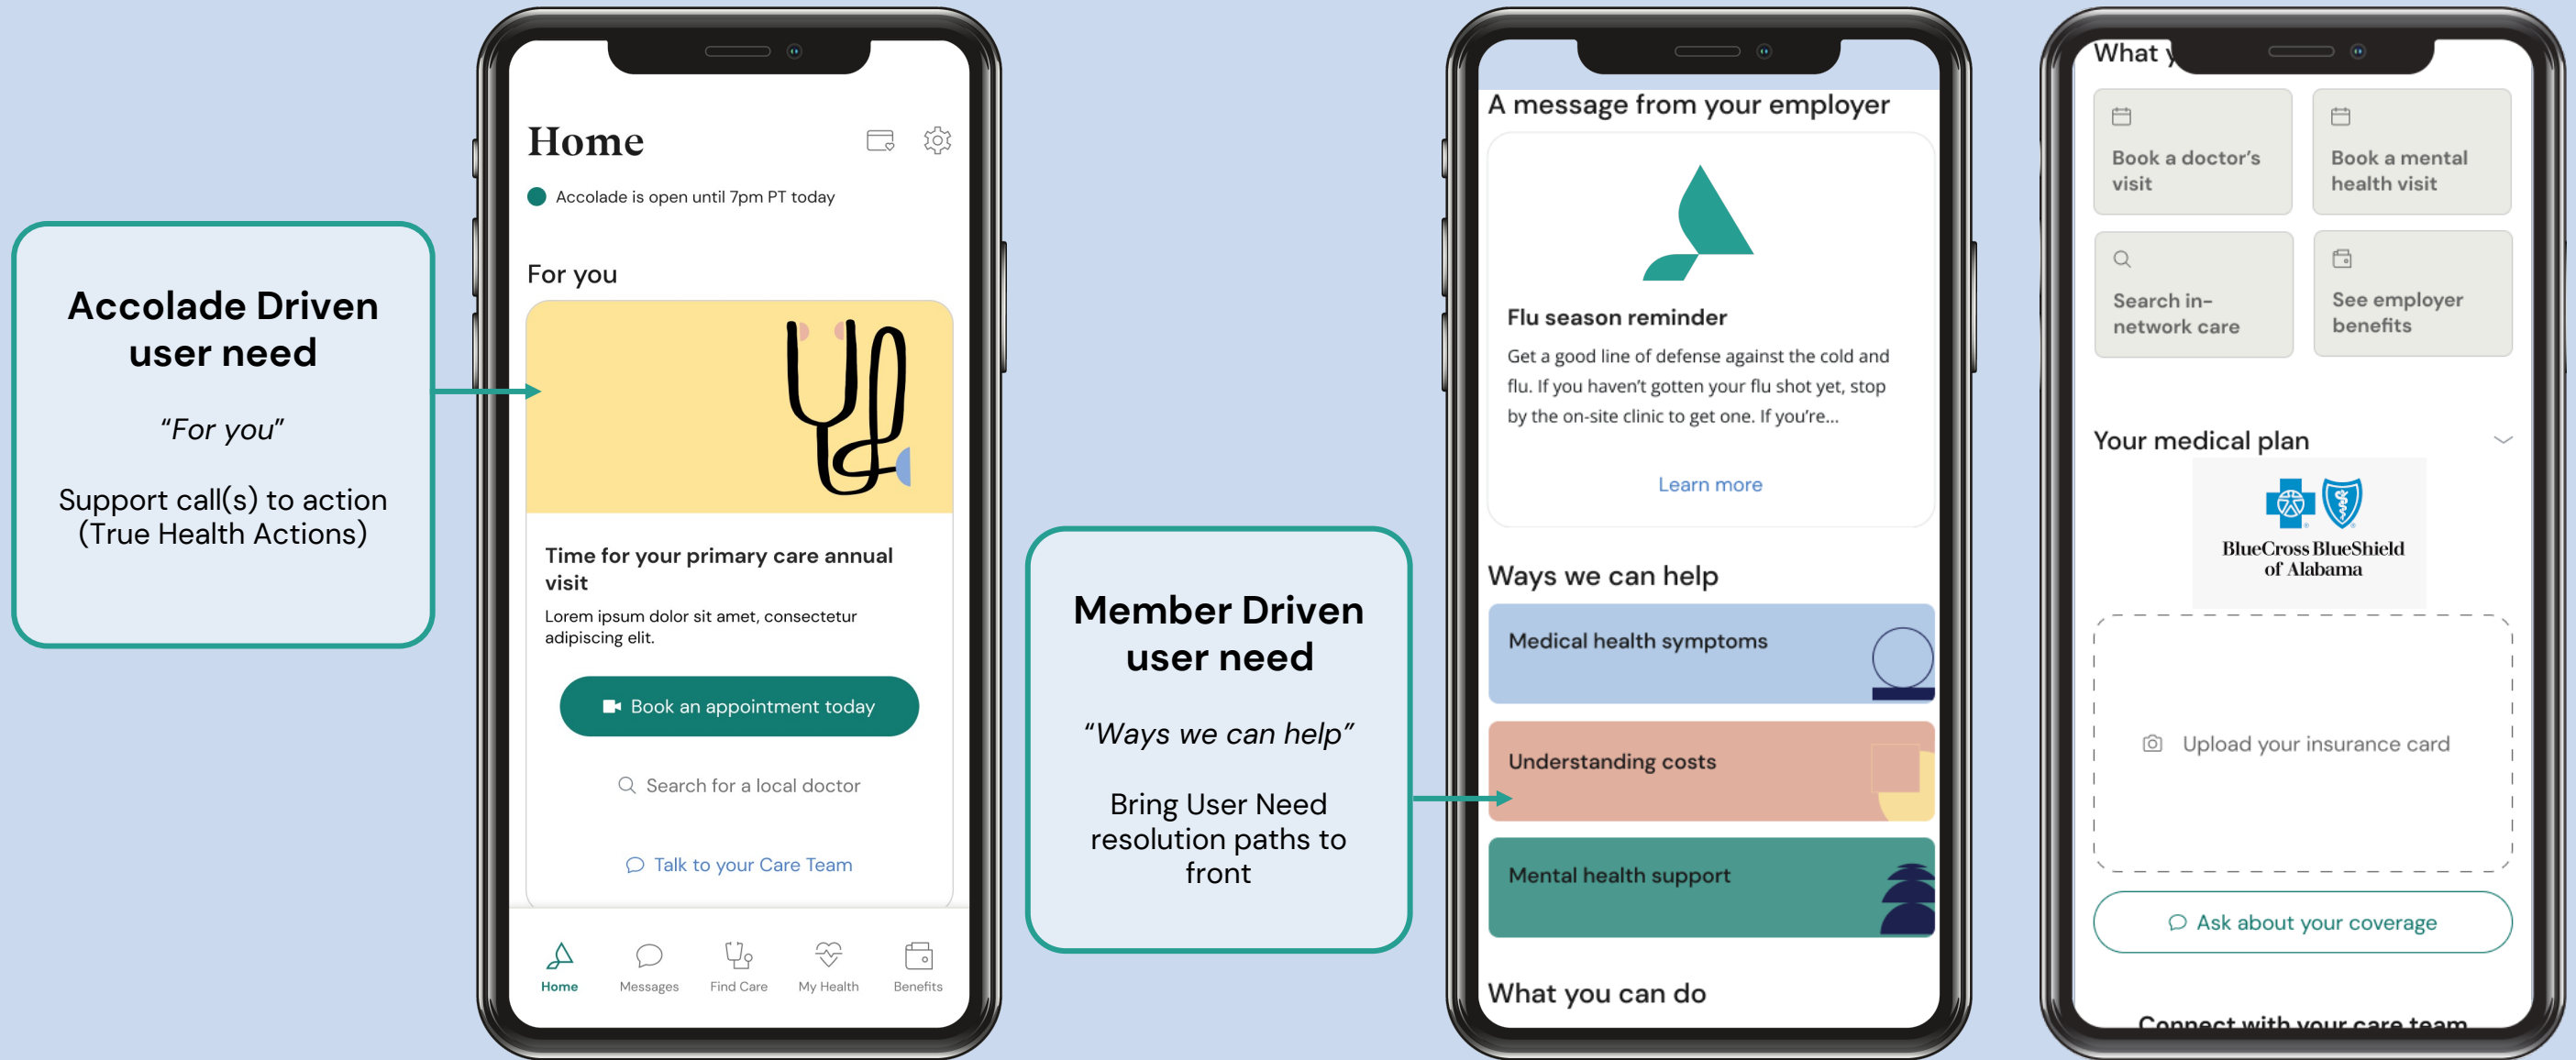 Accolade Driven
user need
“For you”
Support call(s) to action
(True Health Actions)
Home
Accolade is open until 7pm PT today
For you
Time for your primary care annual
visit
Lorem ipsum dolor sit amet, consectetur
adipiscing elit.
Book an appointment today
Search for a local doctor
Talk to your Care Team
Home
Messages
Find Care
My Health
Benefits
Member Driven
user need
“Ways we can help”
Bring User Need
resolution paths to
front
A message from your employer
Flu season reminder
Get a good line of defense against the cold and
flu. If you haven’t gotten your flu shot yet, stop
by the on-site clinic to get one. If you’re...
Learn more
Ways we can help
Medical health symptoms
Understanding costs
Mental health support
What you can do
What y
Book a doctor’s
visit
Book a mental
health visit
Search in-
network care
See employer
benefits
Your medical plan
BlueCross BlueShield
of Alabama
Upload your insurance card
Ask about your coverage
Connect with your care team